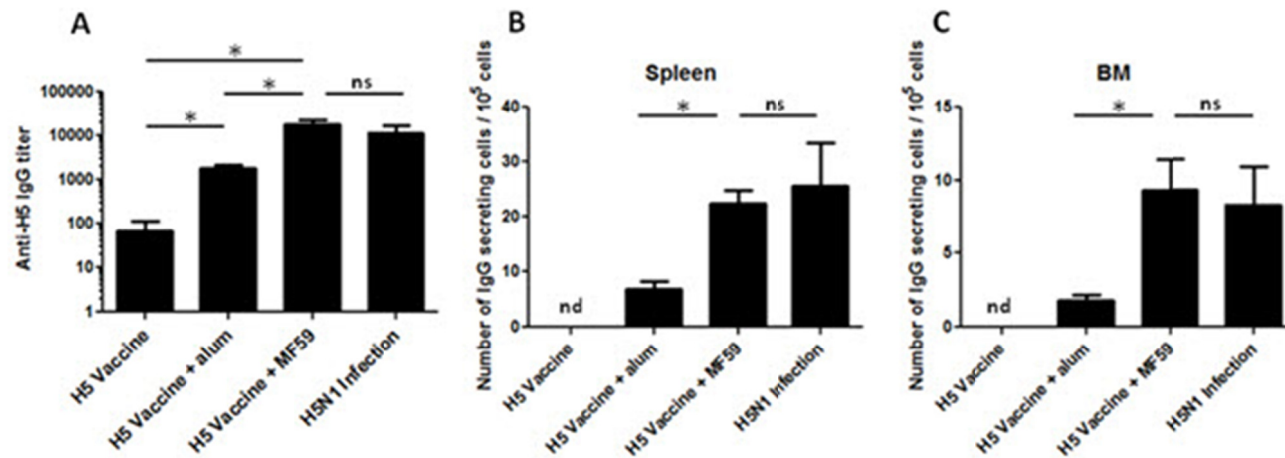 A
Anti-H5 IgG titer
100000
10000
1000
100
10
1
*
*
*
ns
H5 Vaccine
H5 Vaccine + alum
H5 Vaccine + MF59
H5N1 Infection
B
Spleen
Number of IgG secreting cells / 10⁵ cells
40
30
20
10
0
nd
*
ns
H5 Vaccine
H5 Vaccine + alum
H5 Vaccine + MF59
H5N1 Infection
C
BM
Number of IgG secreting cells / 10⁵ cells
15
10
5
0
nd
*
ns
H5 Vaccine
H5 Vaccine + alum
H5 Vaccine + MF59
H5N1 Infection